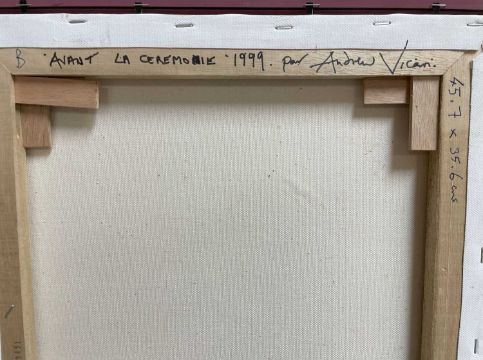 B 'AVANT LA CEREMONIE' 1999. par Andrew Vicari.
45.7 x 35.6 cms